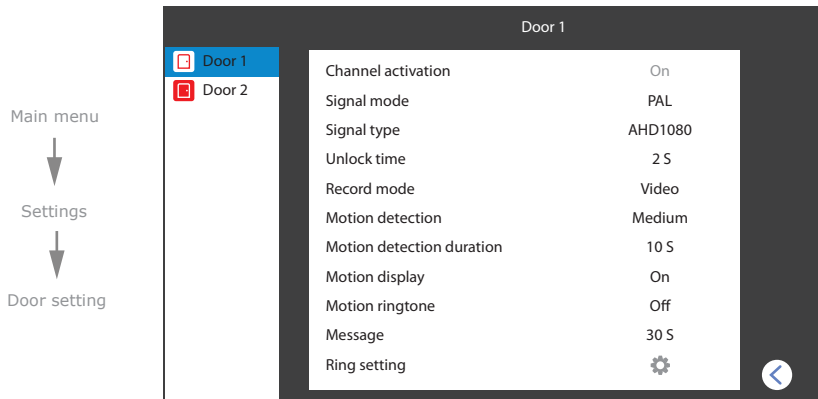 Main menu
Settings
Door setting
Door 1
Door 1
Door 2
Channel activation On
Signal mode PAL
Signal type AHD1080
Unlock time 2 S
Record mode Video
Motion detection Medium
Motion detection duration 10 S
Motion display On
Motion ringtone Off
Message 30 S
Ring setting